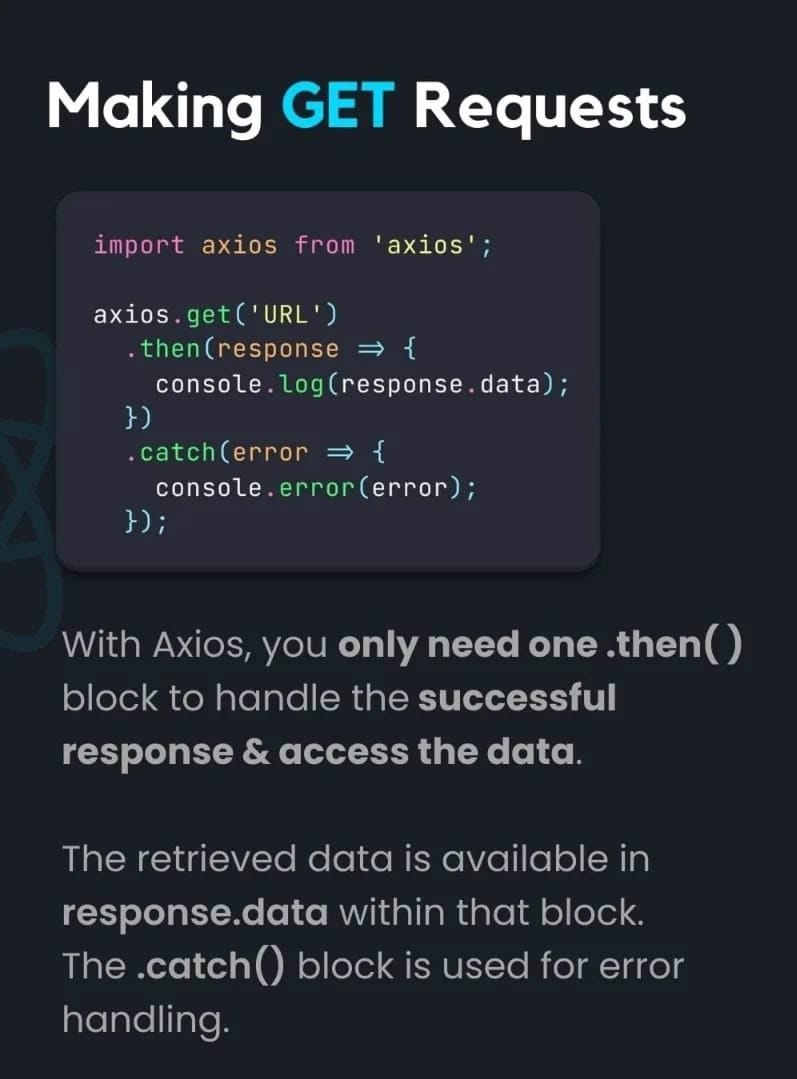 Making GET Requests
import axios from 'axios';
axios.get('URL')
.then(response => {
console.log(response.data);
})
.catch(error => {
console.error(error);
});
With Axios, you only need one .then()
block to handle the successful
response & access the data.
The retrieved data is available in
response.data within that block.
The .catch() block is used for error
handling.